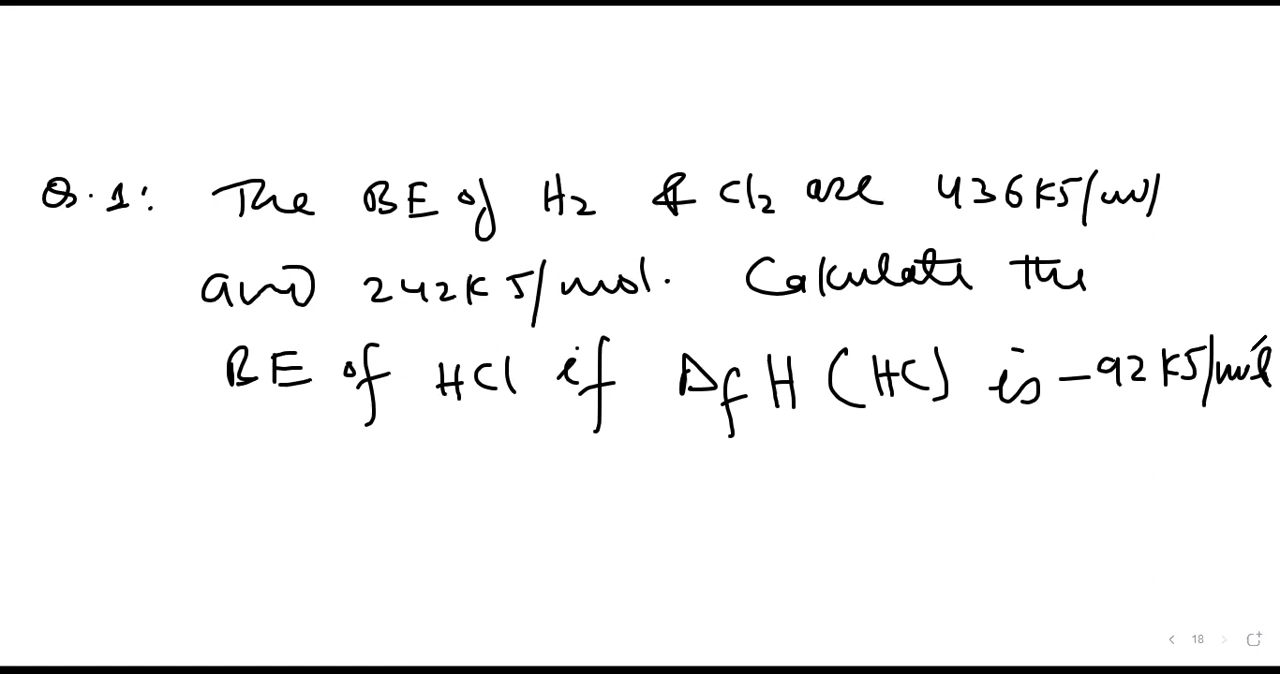 Q.1: The BE of H2 & Cl2 are 436 KJ/mol
and 242 KJ/mol. Calculate the
BE of HCl if ΔfH (HCl) is -92 KJ/mol
18